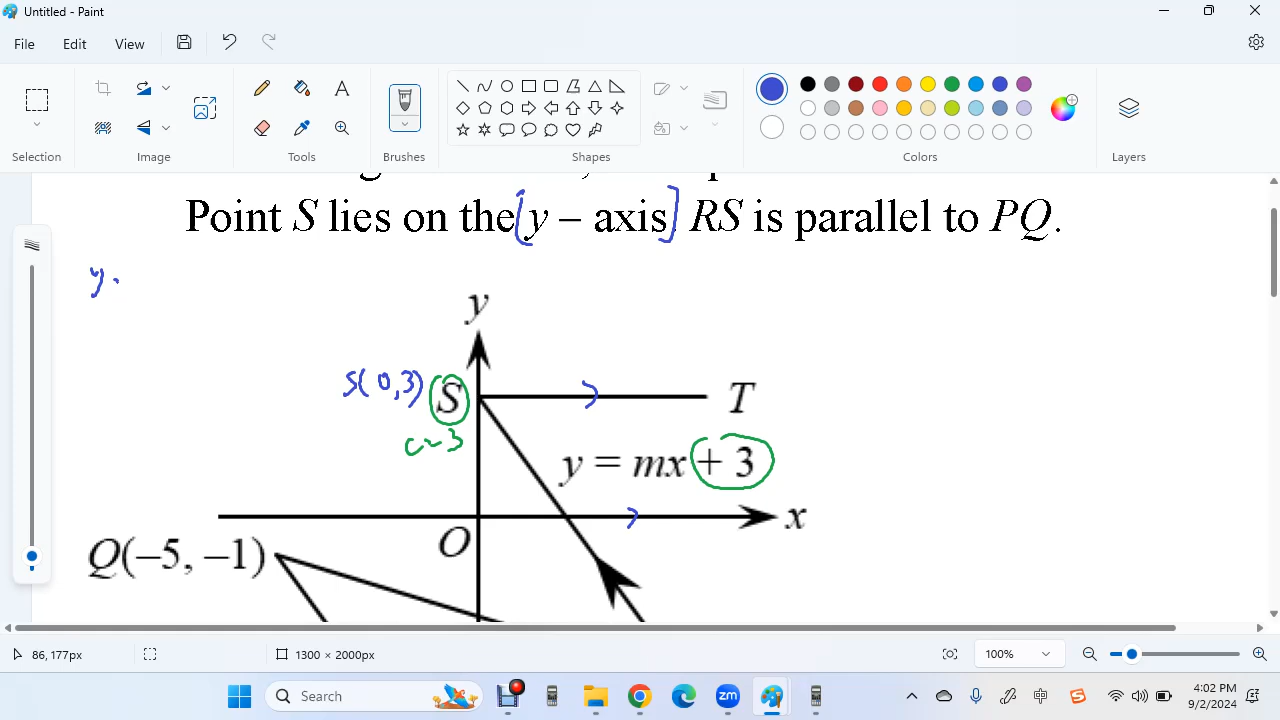 Untitled - Paint
File Edit View
Selection Image Tools Brushes Shapes Colors Layers
Point S lies on the [y – axis] RS is parallel to PQ.
y
y
S(0,3) S T
c=3
y = mx + 3
x
O
Q(–5, –1)
86, 177px 1300 × 2000px 100%
Search zm 中 S 4:02 PM
9/2/2024